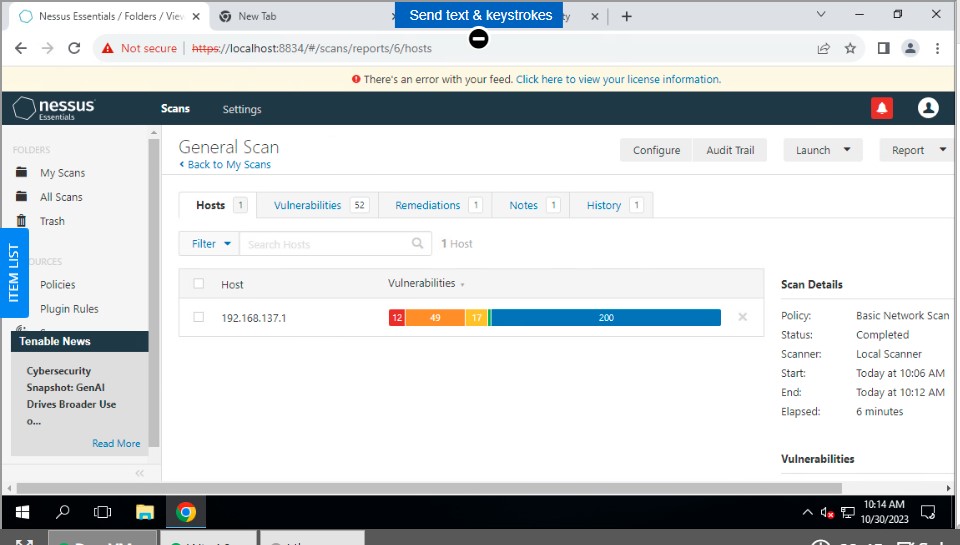 Nessus Essentials / Folders / View
New Tab
Send text & keystrokes
Not secure
https://localhost:8834/#/scans/reports/6/hosts
There's an error with your feed. Click here to view your license information.
nessus
Essentials
Scans
Settings
FOLDERS
My Scans
All Scans
Trash
Policies
Plugin Rules
ITEM LIST
Tenable News
Cybersecurity
Snapshot: GenAI
Drives Broader Use
o...
Read More
General Scan
Back to My Scans
Configure
Audit Trail
Launch
Report
Hosts 1
Vulnerabilities 52
Remediations 1
Notes 1
History 1
Filter
Search Hosts
1 Host
Host
Vulnerabilities
192.168.137.1
12 49 17 200
Scan Details
Policy: Basic Network Scan
Status: Completed
Scanner: Local Scanner
Start: Today at 10:06 AM
End: Today at 10:12 AM
Elapsed: 6 minutes
Vulnerabilities
10:14 AM
10/30/2023